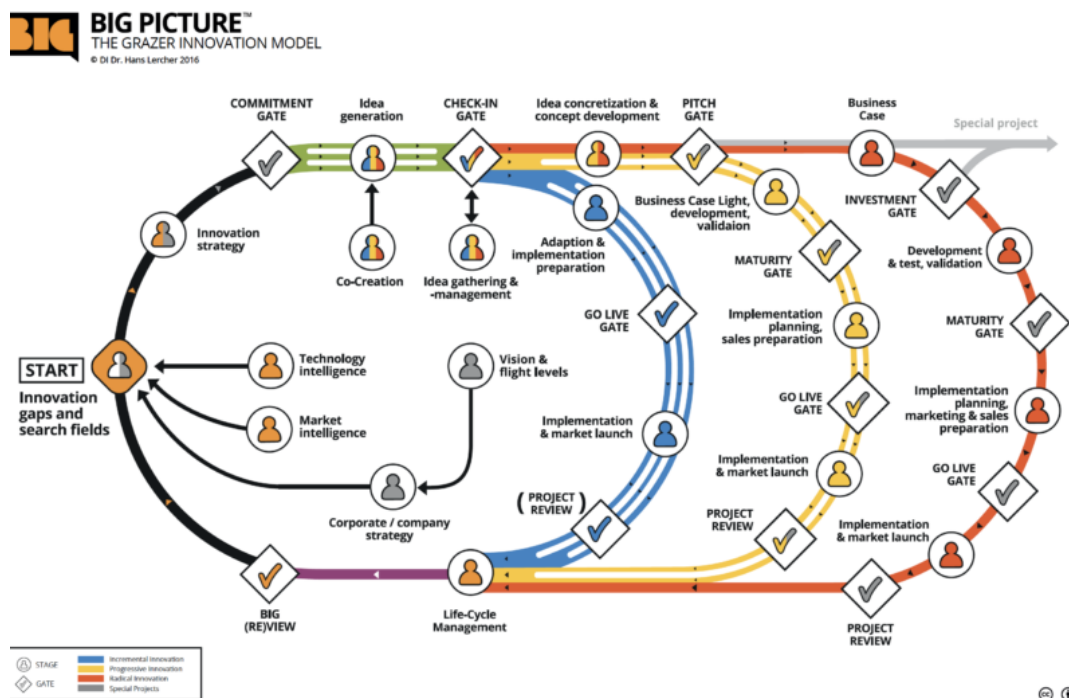 BIG
BIG PICTURE™
THE GRAZER INNOVATION MODEL
© DI Dr. Hans Lercher 2016
COMMITMENT
GATE
Idea
generation
CHECK-IN
GATE
Idea concretization &
concept development
PITCH
GATE
Business
Case
Special project
Innovation
strategy
Co-Creation
Idea gathering &
-management
Adaption &
implementation
preparation
Business Case Light,
development,
validaion
INVESTMENT
GATE
MATURITY
GATE
Development
& test, validation
GO LIVE
GATE
Implementation
planning,
sales preparation
MATURITY
GATE
START
Innovation
gaps and
search fields
Technology
intelligence
Vision &
flight levels
Market
intelligence
GO LIVE
GATE
Implementation
planning,
marketing & sales
preparation
Implementation
& market launch
Implementation
& market launch
GO LIVE
GATE
Corporate / company
strategy
( PROJECT
REVIEW )
PROJECT
REVIEW
Implementation
& market launch
BIG
(RE)VIEW
Life-Cycle
Management
PROJECT
REVIEW
STAGE
GATE
Incremental Innovation
Progressive Innovation
Radical Innovation
Special Projects
cc